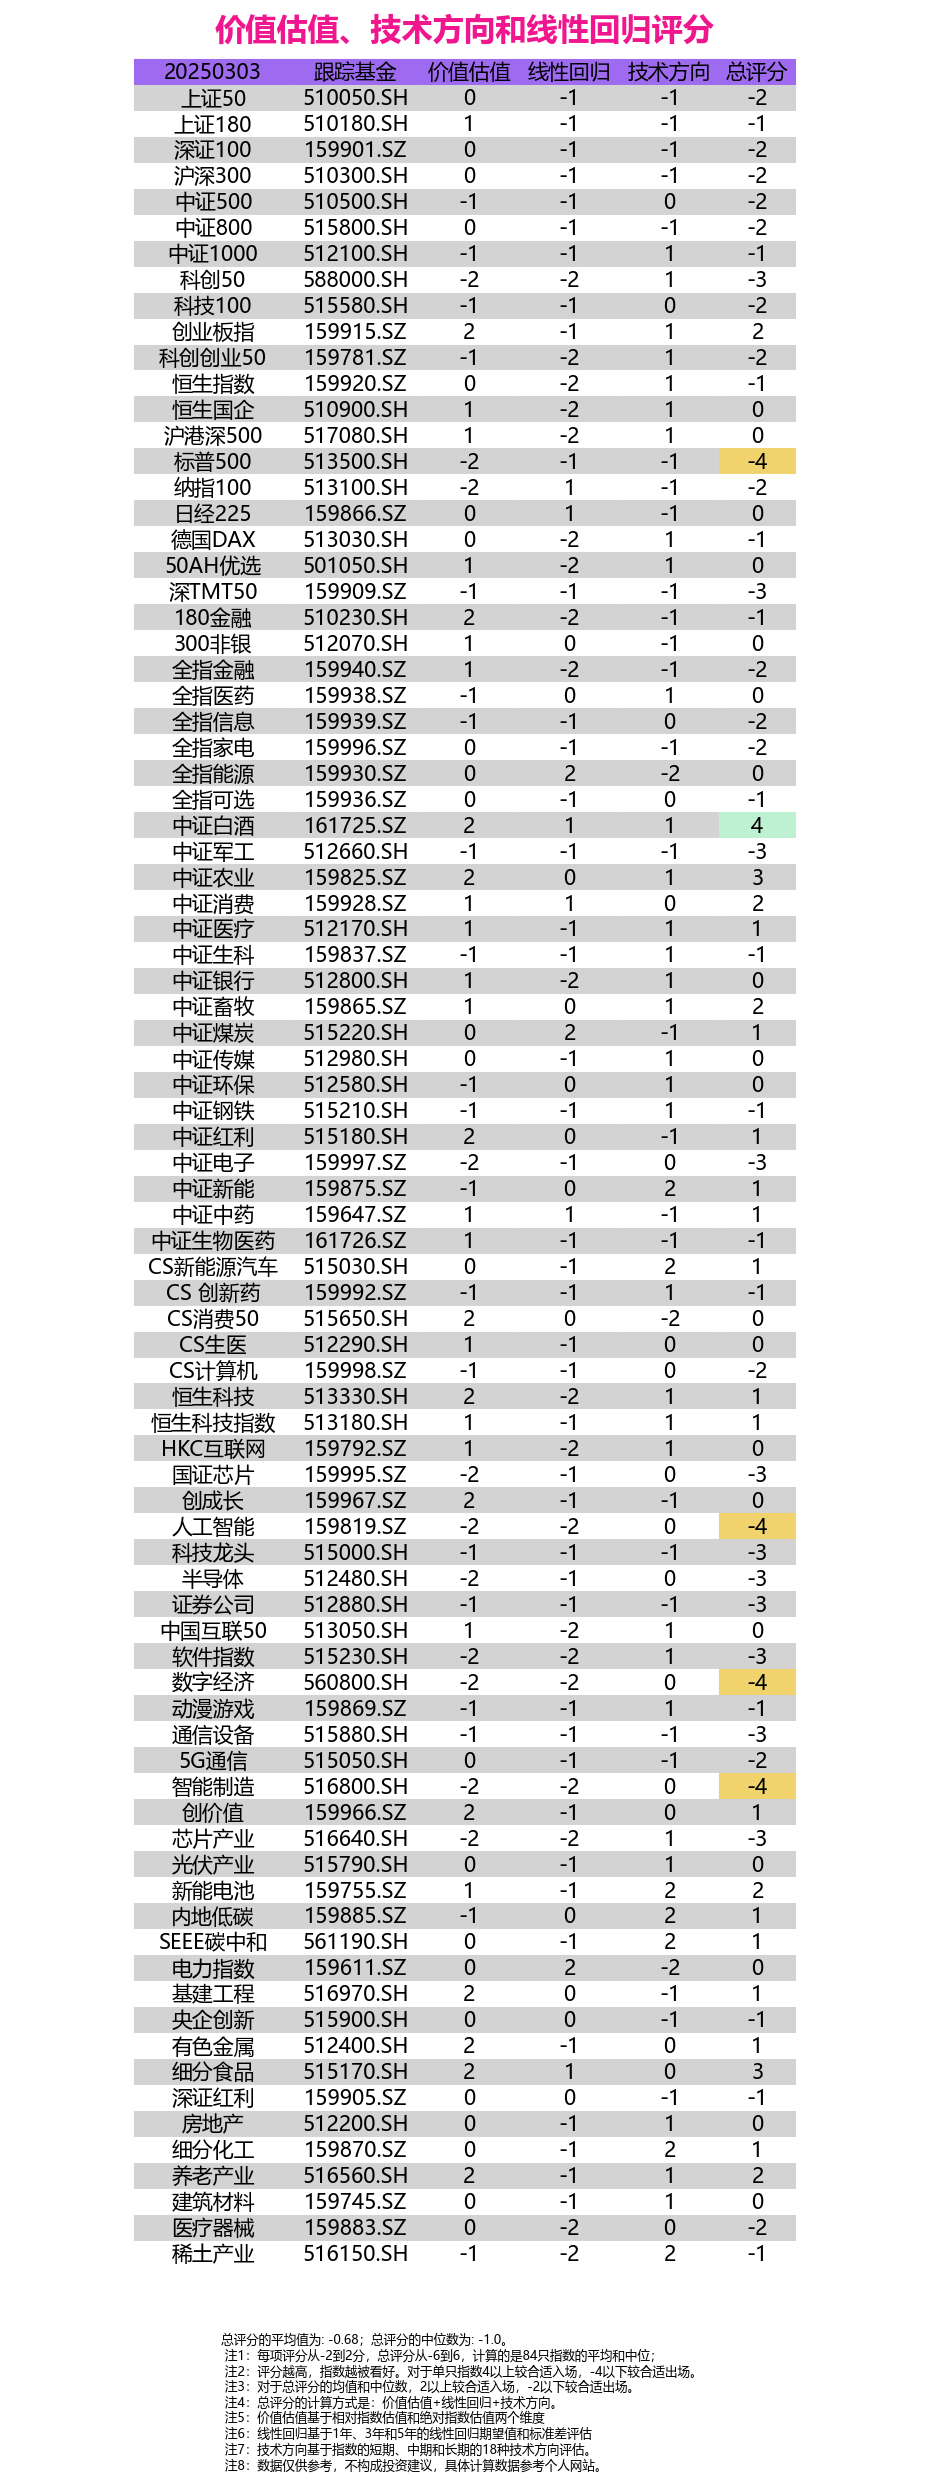 价值估值、技术方向和线性回归评分
20250303 跟踪基金 价值估值 线性回归 技术方向 总评分
上证50 510050.SH 0 -1 -1 -2
上证180 510180.SH 1 -1 -1 -1
深证100 159901.SZ 0 -1 -1 -2
沪深300 510300.SH 0 -1 -1 -2
中证500 510500.SH -1 -1 0 -2
中证800 515800.SH 0 -1 -1 -2
中证1000 512100.SH -1 -1 1 -1
科创50 588000.SH -2 -2 1 -3
科技100 515580.SH -1 -1 0 -2
创业板指 159915.SZ 2 -1 1 2
科创创业50 159781.SZ -1 -2 1 -2
恒生指数 159920.SZ 0 -2 1 -1
恒生国企 510900.SH 1 -2 1 0
沪港深500 517080.SH 1 -2 1 0
标普500 513500.SH -2 -1 -1 -4
纳指100 513100.SH -2 1 -1 -2
日经225 159866.SZ 0 1 -1 0
德国DAX 513030.SH 0 -2 1 -1
50AH优选 501050.SH 1 -2 1 0
深TMT50 159909.SZ -1 -1 -1 -3
180金融 510230.SH 2 -2 -1 -1
300非银 512070.SH 1 0 -1 0
全指金融 159940.SZ 1 -2 -1 -2
全指医药 159938.SZ -1 0 1 0
全指信息 159939.SZ -1 -1 0 -2
全指家电 159996.SZ 0 -1 -1 -2
全指能源 159930.SZ 0 2 -2 0
全指可选 159936.SZ 0 -1 0 -1
中证白酒 161725.SZ 2 1 1 4
中证军工 512660.SH -1 -1 -1 -3
中证农业 159825.SZ 2 0 1 3
中证消费 159928.SZ 1 1 0 2
中证医疗 512170.SH 1 -1 1 1
中证生科 159837.SZ -1 -1 1 -1
中证银行 512800.SH 1 -2 1 0
中证畜牧 159865.SZ 1 0 1 2
中证煤炭 515220.SH 0 2 -1 1
中证传媒 512980.SH 0 -1 1 0
中证环保 512580.SH -1 0 1 0
中证钢铁 515210.SH -1 -1 1 -1
中证红利 515180.SH 2 0 -1 1
中证电子 159997.SZ -2 -1 0 -3
中证新能 159875.SZ -1 0 2 1
中证中药 159647.SZ 1 1 -1 1
中证生物医药 161726.SZ 1 -1 -1 -1
CS新能源汽车 515030.SH 0 -1 2 1
CS 创新药 159992.SZ -1 -1 1 -1
CS消费50 515650.SH 2 0 -2 0
CS生医 512290.SH 1 -1 0 0
CS计算机 159998.SZ -1 -1 0 -2
恒生科技 513330.SH 2 -2 1 1
恒生科技指数 513180.SH 1 -1 1 1
HKC互联网 159792.SZ 1 -2 1 0
国证芯片 159995.SZ -2 -1 0 -3
创成长 159967.SZ 2 -1 -1 0
人工智能 159819.SZ -2 -2 0 -4
科技龙头 515000.SH -1 -1 -1 -3
半导体 512480.SH -2 -1 0 -3
证券公司 512880.SH -1 -1 -1 -3
中国互联50 513050.SH 1 -2 1 0
软件指数 515230.SH -2 -2 1 -3
数字经济 560800.SH -2 -2 0 -4
动漫游戏 159869.SZ -1 -1 1 -1
通信设备 515880.SH -1 -1 -1 -3
5G通信 515050.SH 0 -1 -1 -2
智能制造 516800.SH -2 -2 0 -4
创价值 159966.SZ 2 -1 0 1
芯片产业 516640.SH -2 -2 1 -3
光伏产业 515790.SH 0 -1 1 0
新能电池 159755.SZ 1 -1 2 2
内地低碳 159885.SZ -1 0 2 1
SEEE碳中和 561190.SH 0 -1 2 1
电力指数 159611.SZ 0 2 -2 0
基建工程 516970.SH 2 0 -1 1
央企创新 515900.SH 0 0 -1 -1
有色金属 512400.SH 2 -1 0 1
细分食品 515170.SH 2 1 0 3
深证红利 159905.SZ 0 0 -1 -1
房地产 512200.SH 0 -1 1 0
细分化工 159870.SZ 0 -1 2 1
养老产业 516560.SH 2 -1 1 2
建筑材料 159745.SZ 0 -1 1 0
医疗器械 159883.SZ 0 -2 0 -2
稀土产业 516150.SH -1 -2 2 -1
总评分的平均值为: -0.68；总评分的中位数为: -1.0。
注1：每项评分从-2到2分，总评分从-6到6，计算的是84只指数的平均和中位；
注2：评分越高，指数越被看好。对于单只指数4以上较合适入场，-4以下较合适出场。
注3：对于总评分的均值和中位数，2以上较合适入场，-2以下较合适出场。
注4：总评分的计算方式是：价值估值+线性回归+技术方向。
注5：价值估值基于相对指数估值和绝对指数估值两个维度
注6：线性回归基于1年、3年和5年的线性回归期望值和标准差评估
注7：技术方向基于指数的短期、中期和长期的18种技术方向评估。
注8：数据仅供参考，不构成投资建议，具体计算数据参考个人网站。